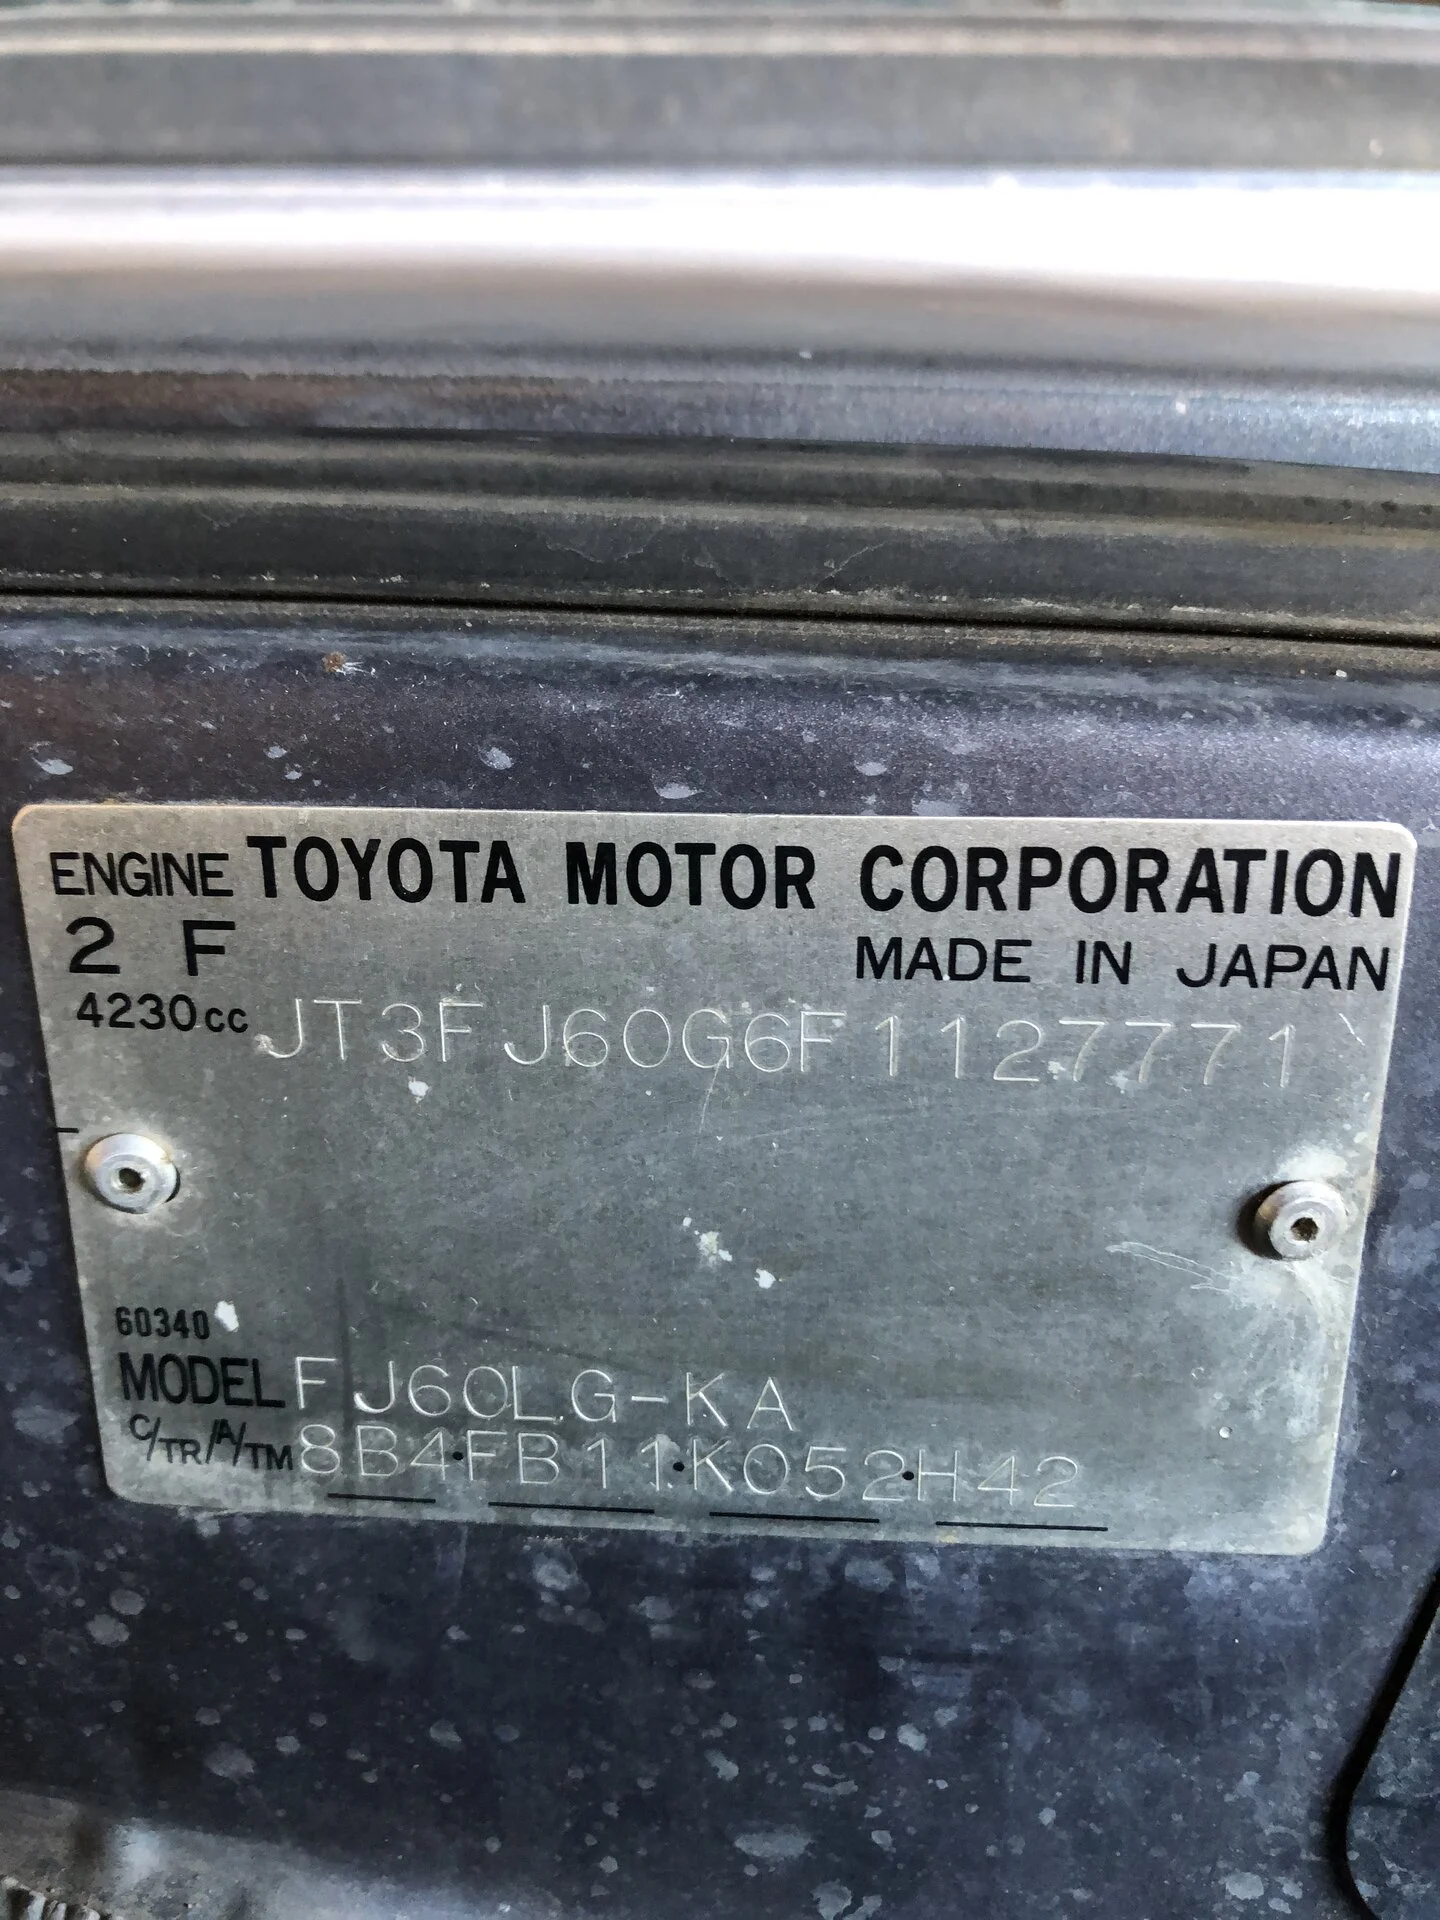 ENGINE TOYOTA MOTOR CORPORATION
2 F MADE IN JAPAN
4230cc JT3FJ60G6F1127771
60340
MODEL FJ60LG-KA
C/TR/A/TM 8B4·FB11·K052·H42